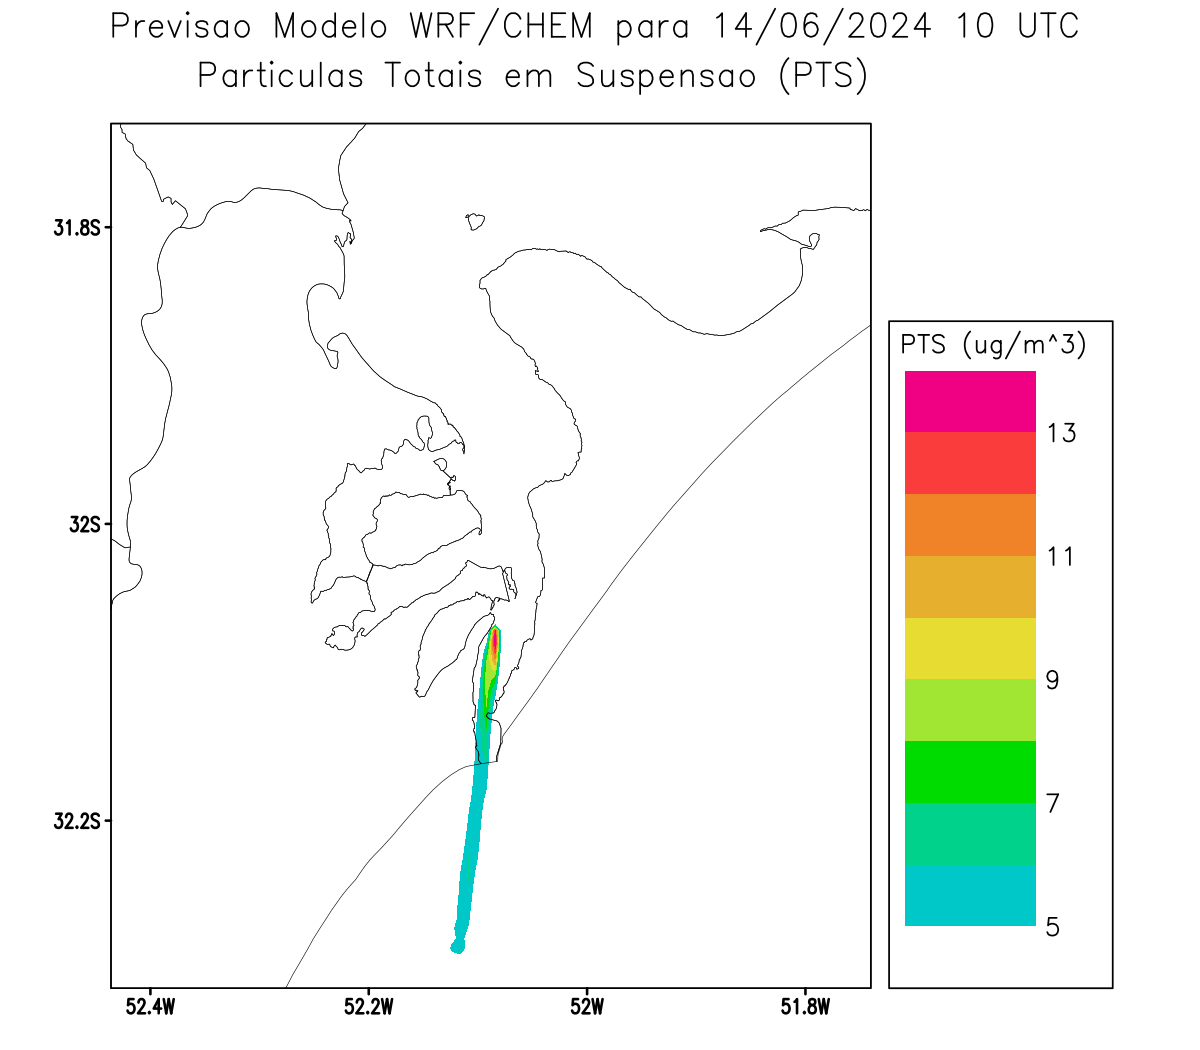 Previsao Modelo WRF/CHEM para 14/06/2024 10 UTC
Particulas Totais em Suspensao (PTS)
31.8S
32S
32.2S
52.4W
52.2W
52W
51.8W
PTS (ug/m^3)
13
11
9
7
5